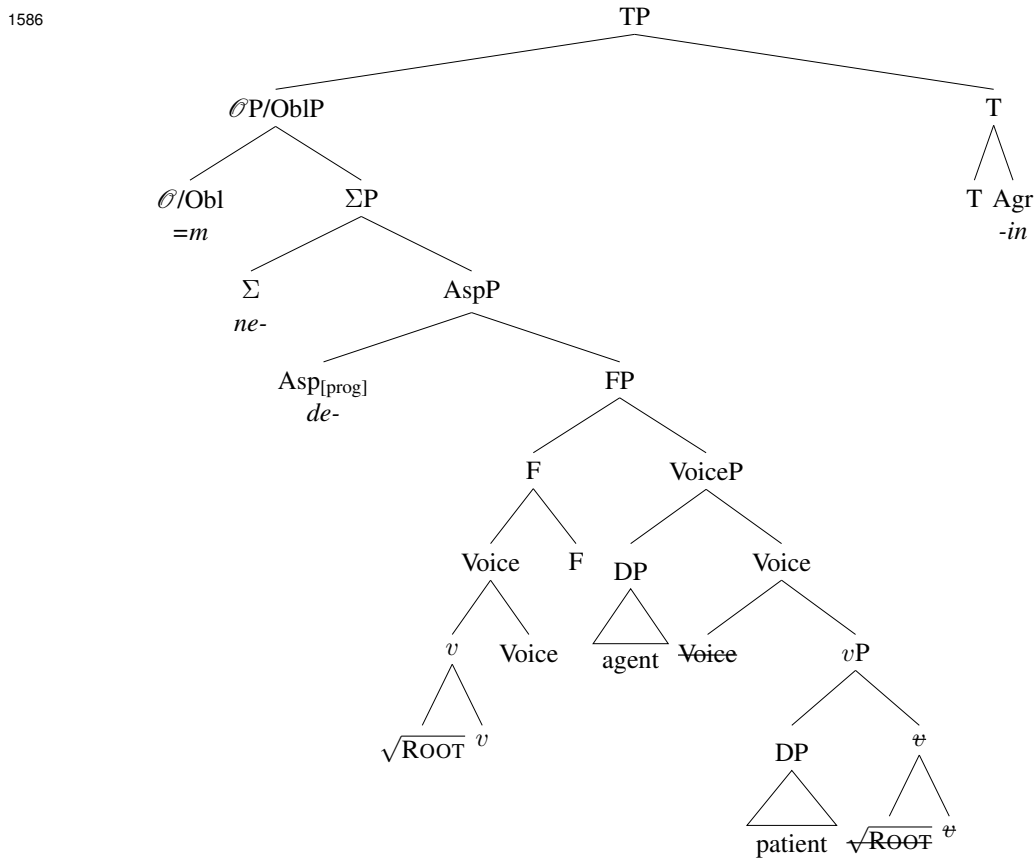 1586
TP
𝒪P/OblP T
𝒪/Obl ΣP T Agr
=m -in
Σ AspP
ne-
Asp[prog] FP
de-
F VoiceP
Voice F DP Voice
v Voice agent Voice vP
√ROOT v DP v
patient √ROOT v